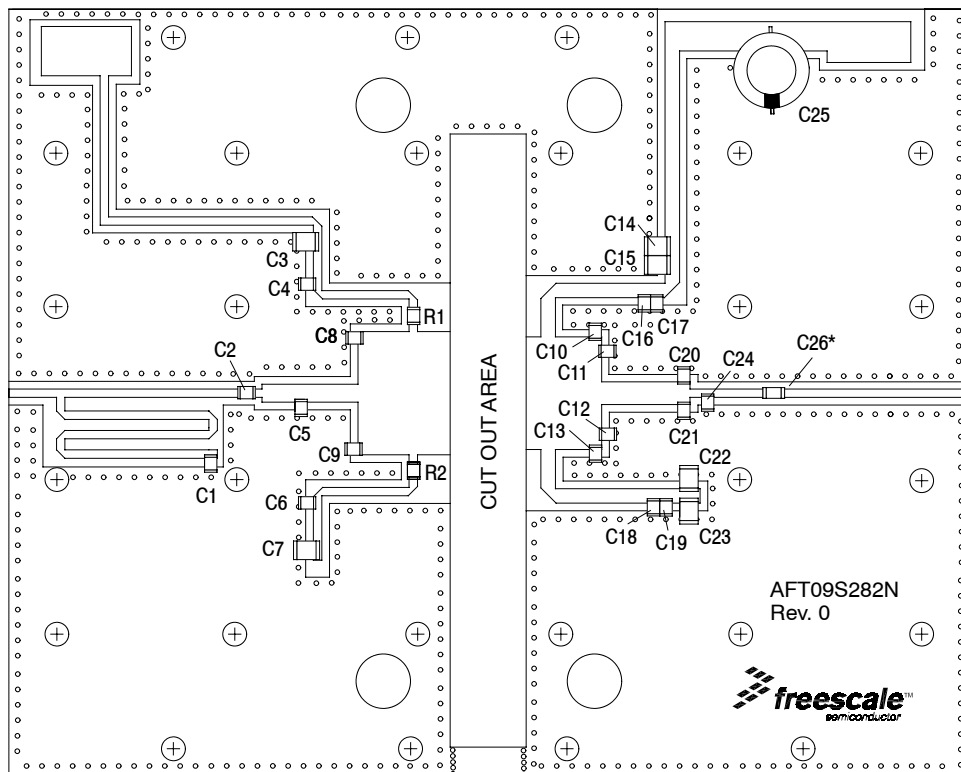 C25
C14
C15
C3
C4
R1
C8
C16
C17
C10
C11
C20
C24
C26*
C2
C5
C12
C13
C21
C9
C1
R2
C22
C6
C7
C18
C19
C23
CUT OUT AREA
AFT09S282N
Rev. 0
freescale™
semiconductor